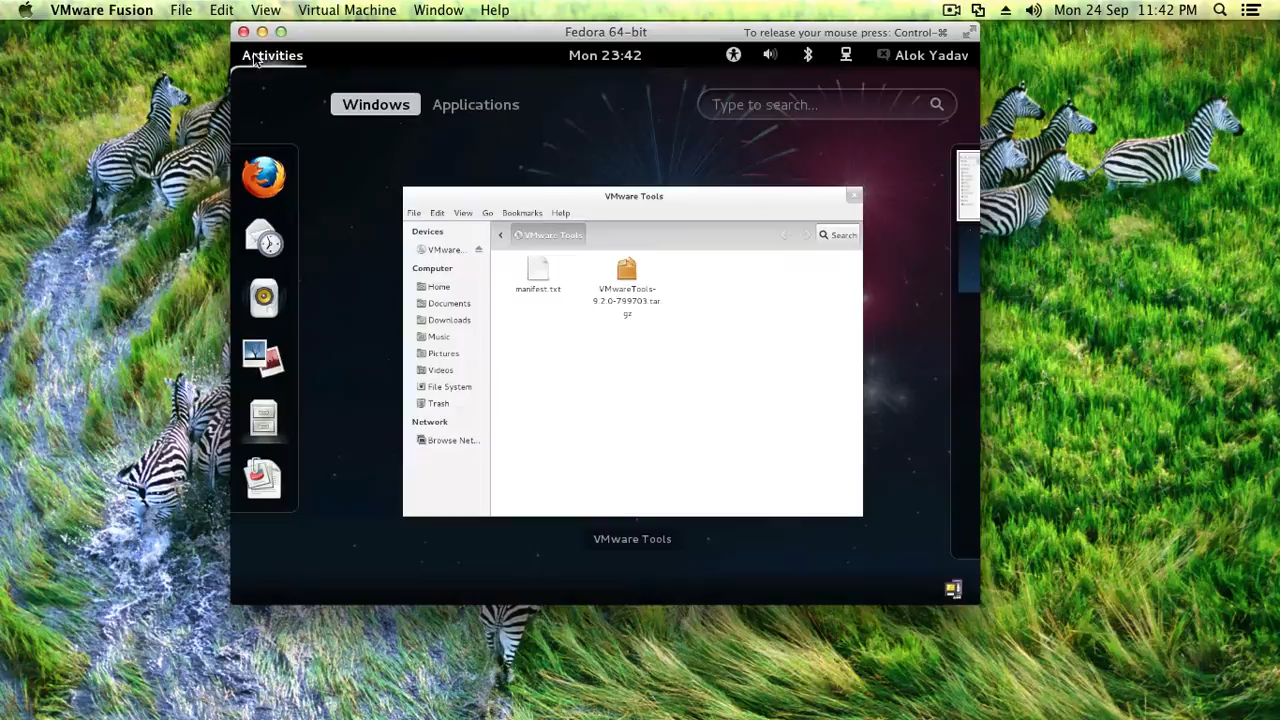 VMware Fusion File Edit View Virtual Machine Window Help Mon 24 Sep 11:42 PM
Fedora 64-bit To release your mouse press: Control-⌘
Activities Mon 23:42 Alok Yadav
Windows Applications Type to search...
VMware Tools
File Edit View Go Bookmarks Help
Devices
VMware... VMware Tools Search
Computer
Home
Documents
Downloads
Music
Pictures
Videos
File System
Trash
Network
Browse Net...
manifest.txt
VMwareTools-
9.2.0-799703.tar.
gz
VMware Tools